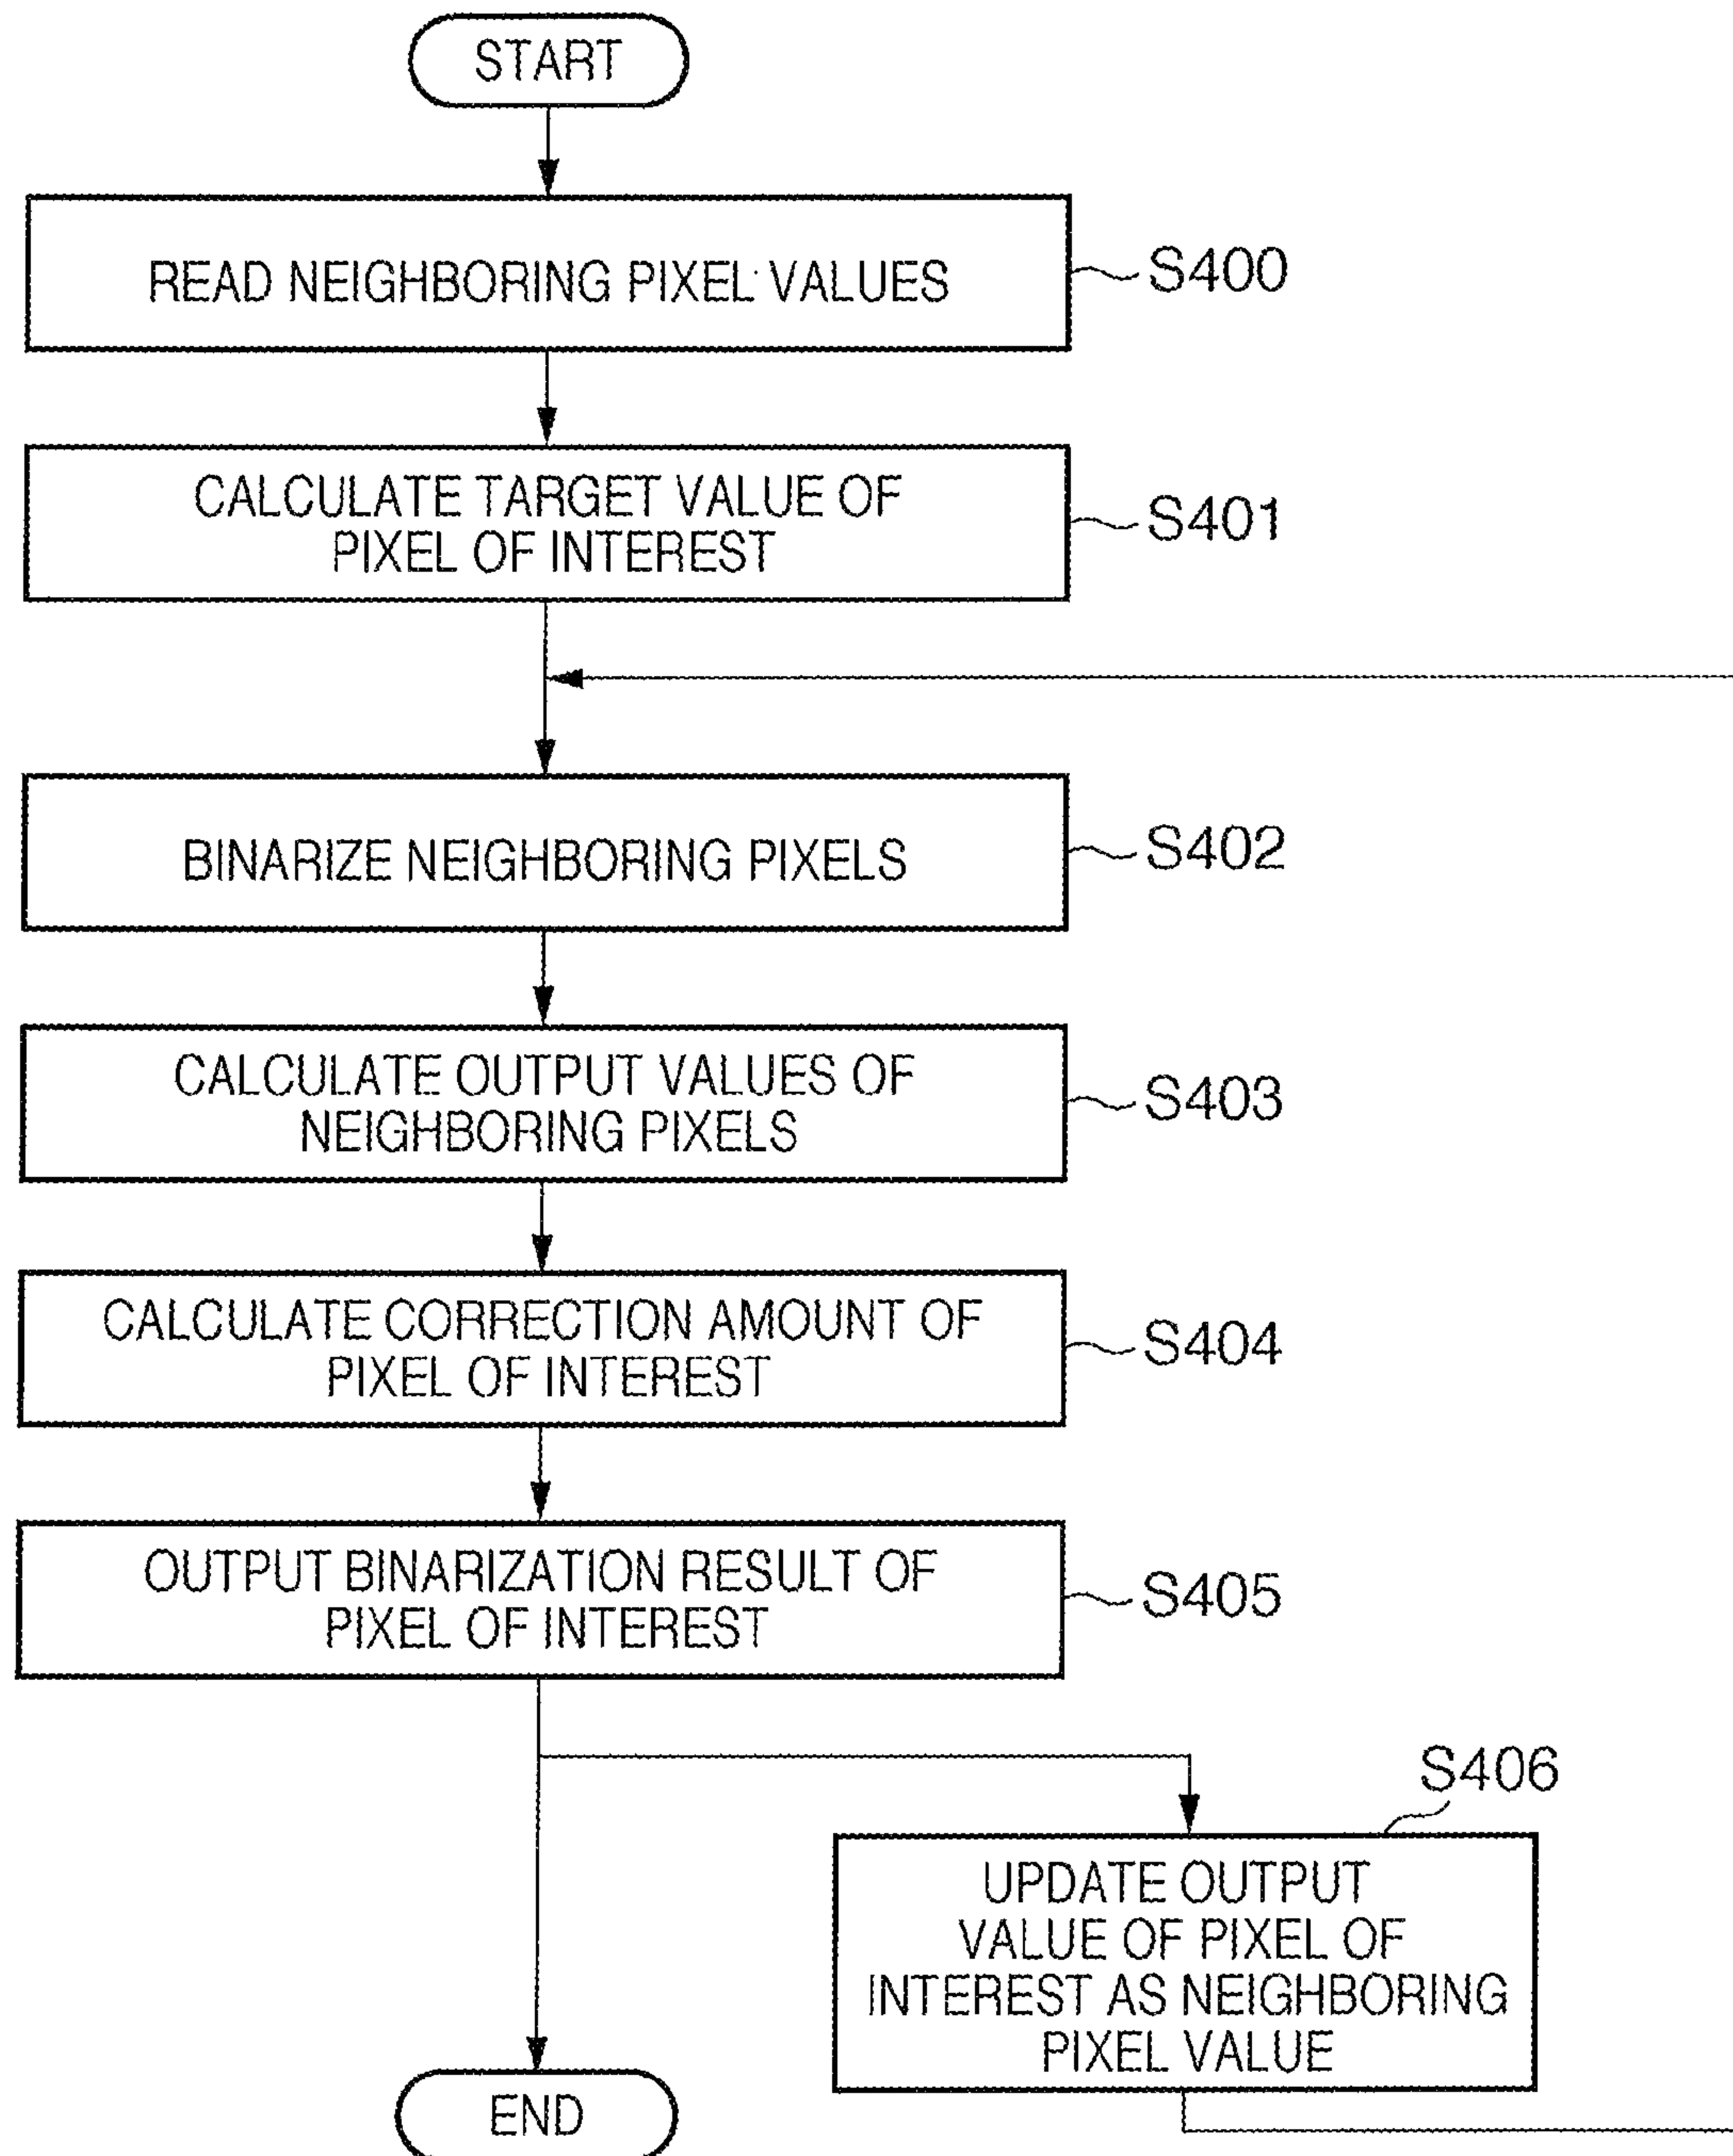 START
READ NEIGHBORING PIXEL VALUES
S400
CALCULATE TARGET VALUE OF
PIXEL OF INTEREST
S401
BINARIZE NEIGHBORING PIXELS
S402
CALCULATE OUTPUT VALUES OF
NEIGHBORING PIXELS
S403
CALCULATE CORRECTION AMOUNT OF
PIXEL OF INTEREST
S404
OUTPUT BINARIZATION RESULT OF
PIXEL OF INTEREST
S405
S406
UPDATE OUTPUT
VALUE OF PIXEL OF
INTEREST AS NEIGHBORING
PIXEL VALUE
END